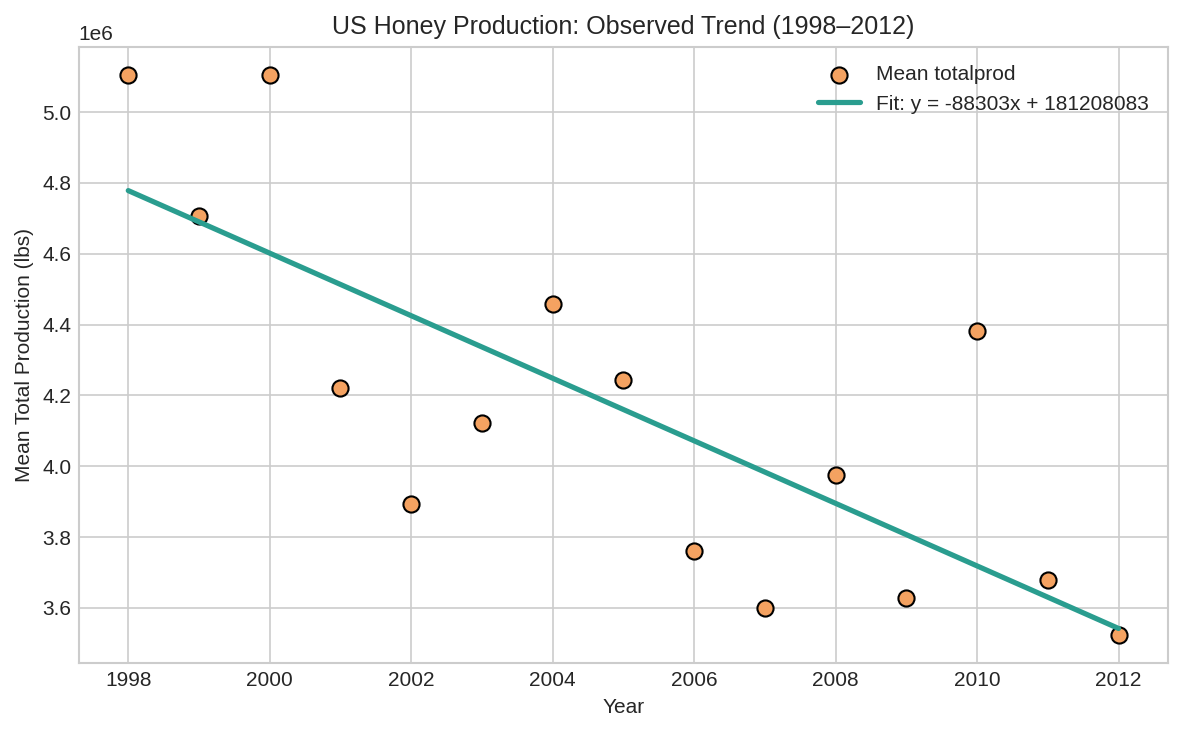 US Honey Production: Observed Trend (1998–2012)
1e6
Mean totalprod
Fit: y = -88303x + 181208083
5.0
4.8
4.6
4.4
4.2
4.0
3.8
3.6
Mean Total Production (lbs)
1998 2000 2002 2004 2006 2008 2010 2012
Year